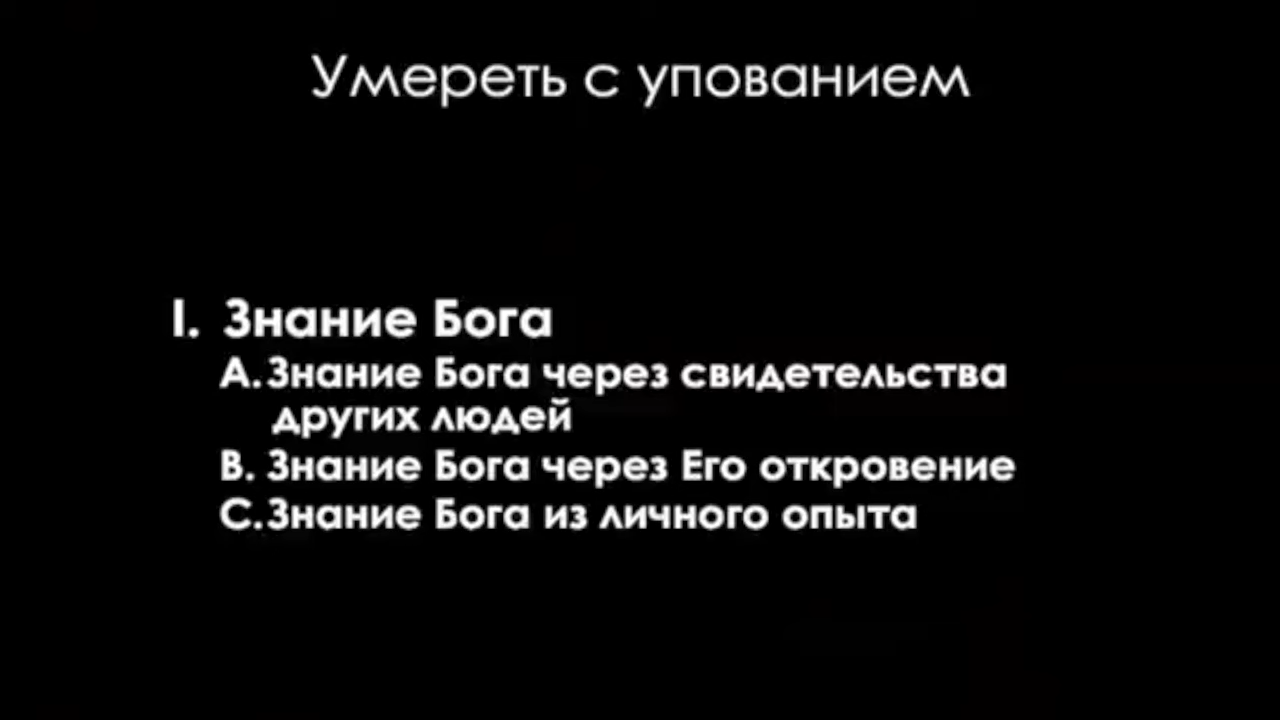 Умереть с упованием
I. Знание Бога
A. Знание Бога через свидетельства
других людей
B. Знание Бога через Его откровение
C. Знание Бога из личного опыта